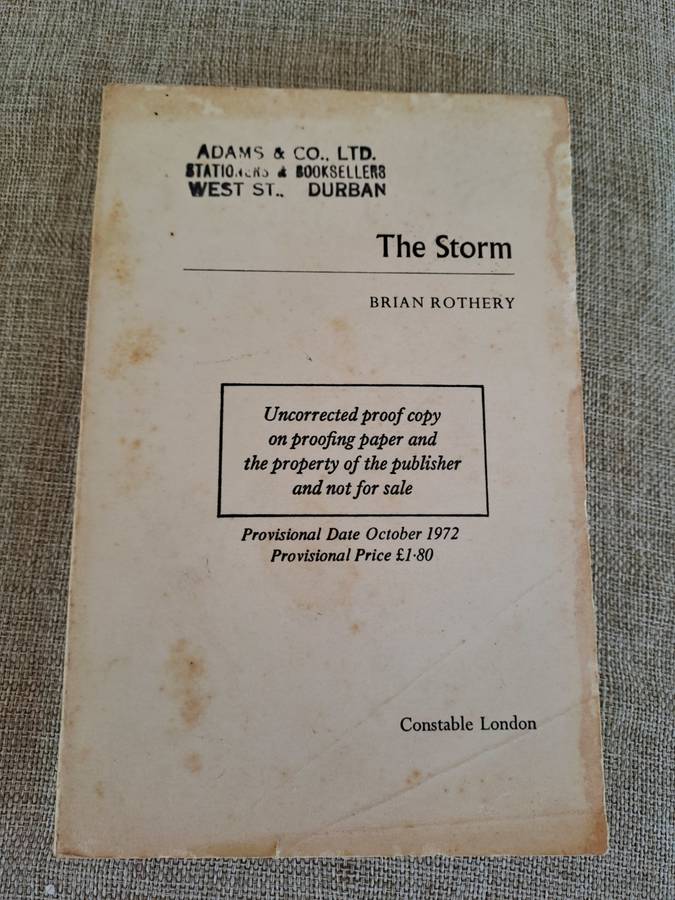 ADAMS & CO., LTD.
STATIONERS & BOOKSELLERS
WEST ST., DURBAN
The Storm
BRIAN ROTHERY
Uncorrected proof copy
on proofing paper and
the property of the publisher
and not for sale
Provisional Date October 1972
Provisional Price £1·80
Constable London